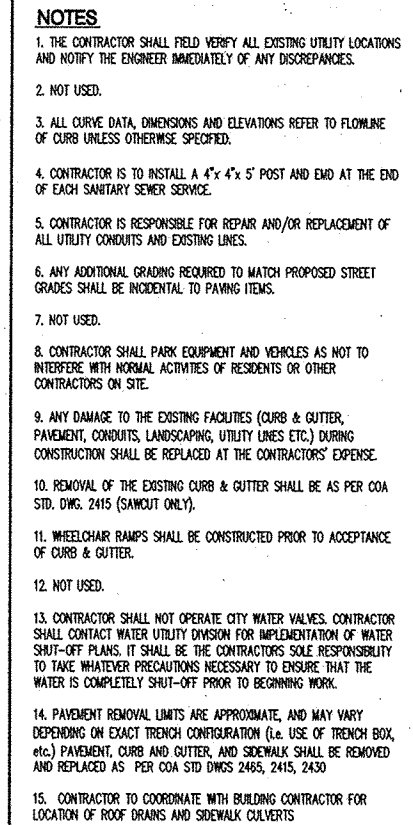 NOTES
1. THE CONTRACTOR SHALL FIELD VERIFY ALL EXISTING UTILITY LOCATIONS
AND NOTIFY THE ENGINEER IMMEDIATELY OF ANY DISCREPANCIES.
2. NOT USED.
3. ALL CURVE DATA, DIMENSIONS AND ELEVATIONS REFER TO FLOWLINE
OF CURB UNLESS OTHERWISE SPECIFIED.
4. CONTRACTOR IS TO INSTALL A 4"x 4"x 5' POST AND EMD AT THE END
OF EACH SANITARY SEWER SERVICE.
5. CONTRACTOR IS RESPONSIBLE FOR REPAIR AND/OR REPLACEMENT OF
ALL UTILITY CONDUITS AND EXISTING LINES.
6. ANY ADDITIONAL GRADING REQUIRED TO MATCH PROPOSED STREET
GRADES SHALL BE INCIDENTAL TO PAVING ITEMS.
7. NOT USED.
8. CONTRACTOR SHALL PARK EQUIPMENT AND VEHICLES AS NOT TO
INTERFERE WITH NORMAL ACTIVITIES OF RESIDENTS OR OTHER
CONTRACTORS ON SITE.
9. ANY DAMAGE TO THE EXISTING FACILITIES (CURB & GUTTER,
PAVEMENT, CONDUITS, LANDSCAPING, UTILITY LINES ETC.) DURING
CONSTRUCTION SHALL BE REPLACED AT THE CONTRACTORS' EXPENSE.
10. REMOVAL OF THE EXISTING CURB & GUTTER SHALL BE AS PER COA
STD. DWG. 2415 (SAWCUT ONLY).
11. WHEELCHAIR RAMPS SHALL BE CONSTRUCTED PRIOR TO ACCEPTANCE
OF CURB & GUTTER.
12. NOT USED.
13. CONTRACTOR SHALL NOT OPERATE CITY WATER VALVES. CONTRACTOR
SHALL CONTACT WATER UTILITY DIVISION FOR IMPLEMENTATION OF WATER
SHUT-OFF PLANS. IT SHALL BE THE CONTRACTORS SOLE RESPONSIBILITY
TO TAKE WHATEVER PRECAUTIONS NECESSARY TO ENSURE THAT THE
WATER IS COMPLETELY SHUT-OFF PRIOR TO BEGINNING WORK.
14. PAVEMENT REMOVAL LIMITS ARE APPROXIMATE, AND MAY VARY
DEPENDING ON EXACT TRENCH CONFIGURATION (i.e. USE OF TRENCH BOX,
etc.) PAVEMENT, CURB AND GUTTER, AND SIDEWALK SHALL BE REMOVED
AND REPLACED AS PER COA STD DWGS 2465, 2415, 2430
15. CONTRACTOR TO COORDINATE WITH BUILDING CONTRACTOR FOR
LOCATION OF ROOF DRAINS AND SIDEWALK CULVERTS